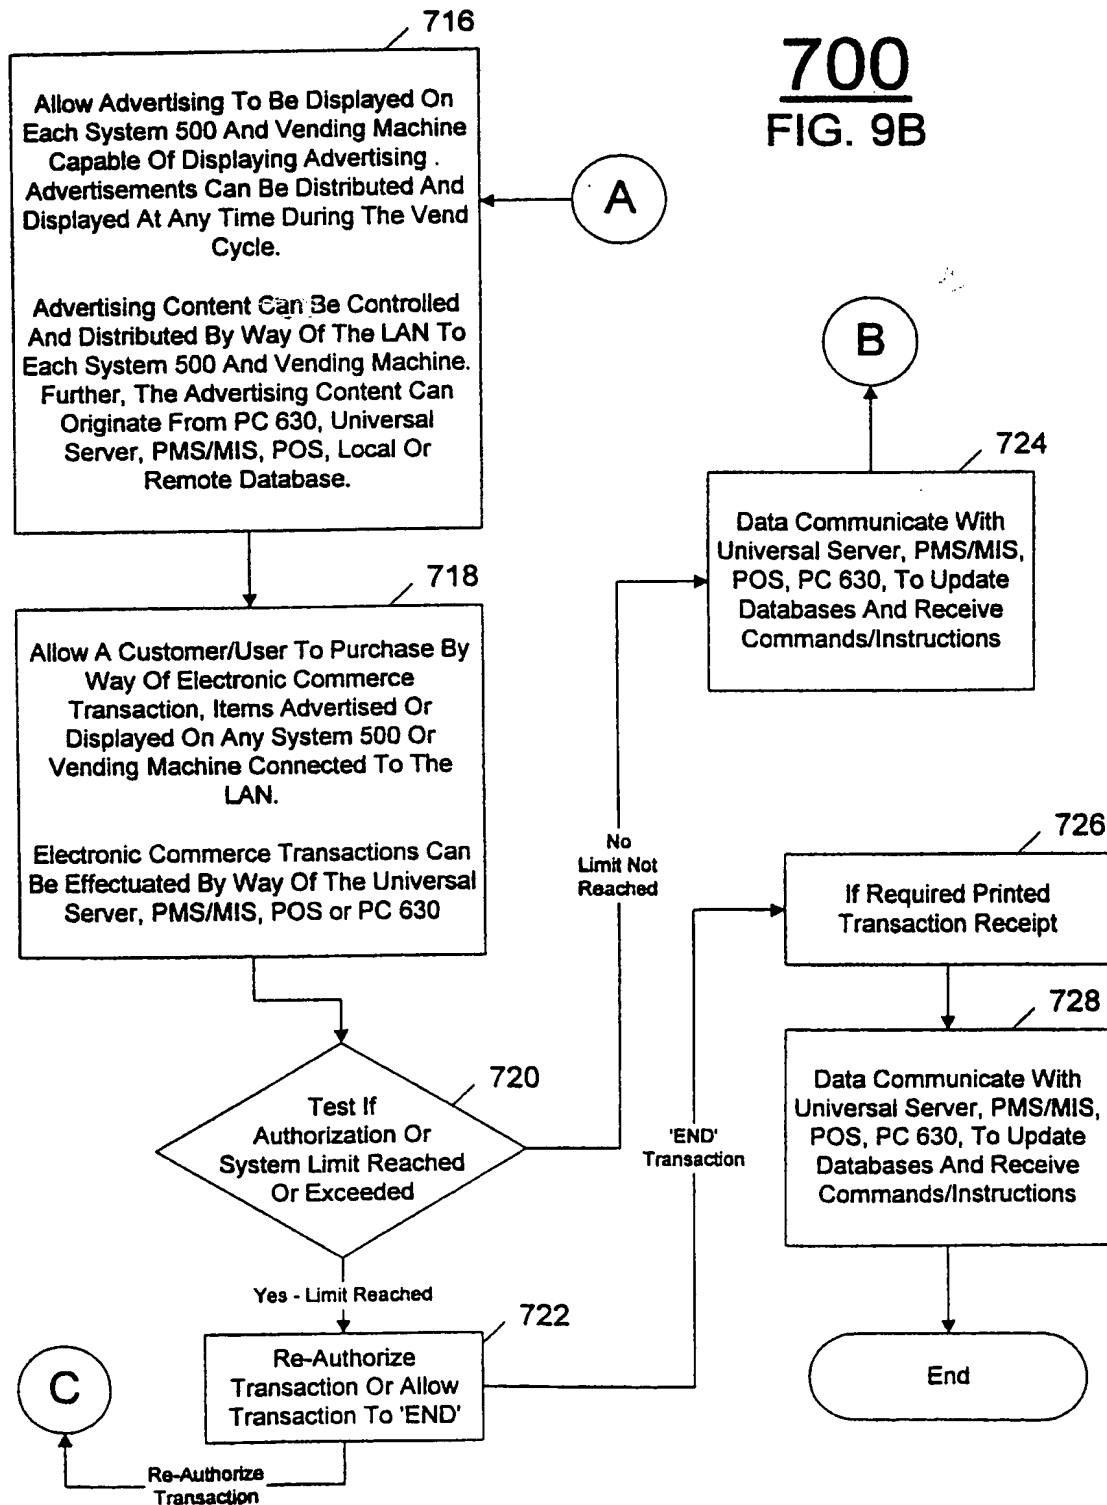 700
FIG. 9B
716
Allow Advertising To Be Displayed On
Each System 500 And Vending Machine
Capable Of Displaying Advertising .
Advertisements Can Be Distributed And
Displayed At Any Time During The Vend
Cycle.
Advertising Content Can Be Controlled
And Distributed By Way Of The LAN To
Each System 500 And Vending Machine.
Further, The Advertising Content Can
Originate From PC 630, Universal
Server, PMS/MIS, POS, Local Or
Remote Database.
A
B
718
Allow A Customer/User To Purchase By
Way Of Electronic Commerce
Transaction, Items Advertised Or
Displayed On Any System 500 Or
Vending Machine Connected To The
LAN.
Electronic Commerce Transactions Can
Be Effectuated By Way Of The Universal
Server, PMS/MIS, POS or PC 630
720
Test If
Authorization Or
System Limit Reached
Or Exceeded
No
Limit Not
Reached
724
Data Communicate With
Universal Server, PMS/MIS,
POS, PC 630, To Update
Databases And Receive
Commands/Instructions
Yes - Limit Reached
722
Re-Authorize
Transaction Or Allow
Transaction To 'END'
C
Re-Authorize
Transaction
'END'
Transaction
726
If Required Printed
Transaction Receipt
728
Data Communicate With
Universal Server, PMS/MIS,
POS, PC 630, To Update
Databases And Receive
Commands/Instructions
End